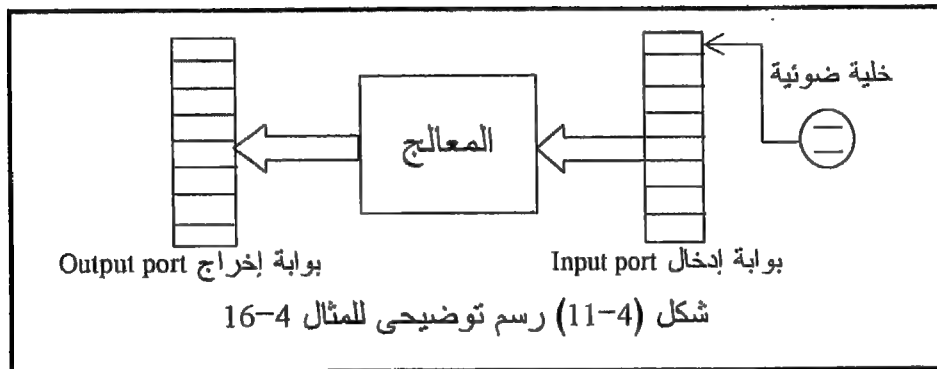 خلية ضوئية
المعالج
بوابة إدخال Input port
بوابة إخراج Output port
شكل (4-11) رسم توضيحى للمثال 4-16